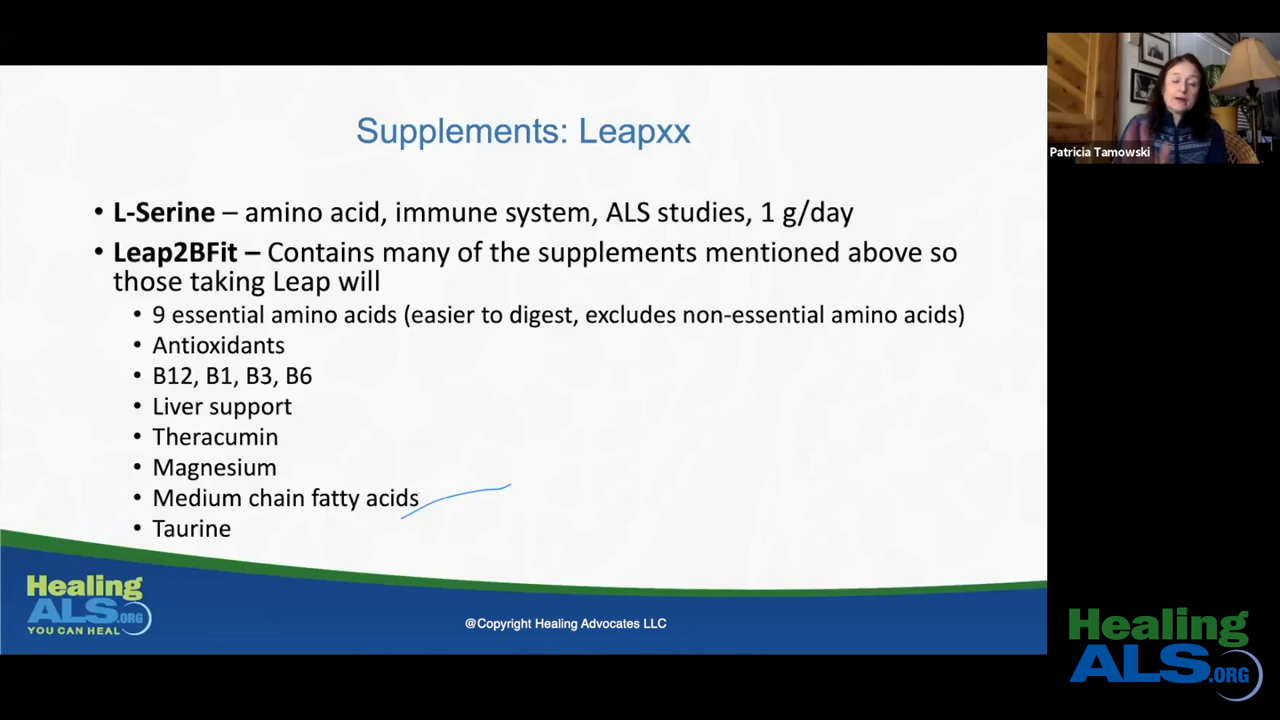 Supplements: Leapxx
• L-Serine – amino acid, immune system, ALS studies, 1 g/day
• Leap2BFit – Contains many of the supplements mentioned above so
those taking Leap will
• 9 essential amino acids (easier to digest, excludes non-essential amino acids)
• Antioxidants
• B12, B1, B3, B6
• Liver support
• Theracumin
• Magnesium
• Medium chain fatty acids
• Taurine
Healing
ALS.ORG
YOU CAN HEAL
@Copyright Healing Advocates LLC
Patricia Tamowski
Healing
ALS.ORG